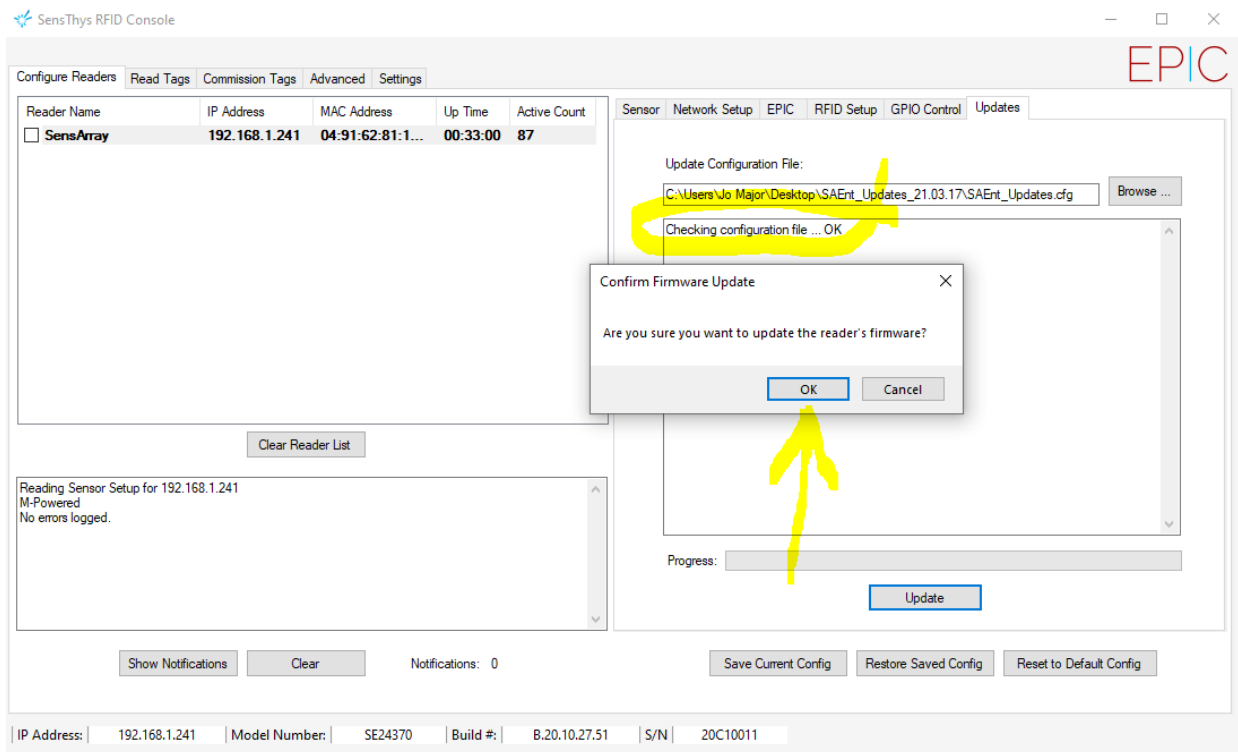 SensThys RFID Console
EPIC
Configure Readers Read Tags Commission Tags Advanced Settings
Reader Name IP Address MAC Address Up Time Active Count
SensArray 192.168.1.241 04:91:62:81:1... 00:33:00 87
Clear Reader List
Reading Sensor Setup for 192.168.1.241
M-Powered
No errors logged.
Show Notifications Clear Notifications: 0
Sensor Network Setup EPIC RFID Setup GPIO Control Updates
Update Configuration File:
C:\Users\Jo Major\Desktop\SAEnt_Updates_21.03.17\SAEnt_Updates.cfg Browse ...
Checking configuration file ... OK
Confirm Firmware Update
Are you sure you want to update the reader's firmware?
OK Cancel
Progress:
Update
Save Current Config Restore Saved Config Reset to Default Config
IP Address: 192.168.1.241 Model Number: SE24370 Build #: B.20.10.27.51 S/N 20C10011